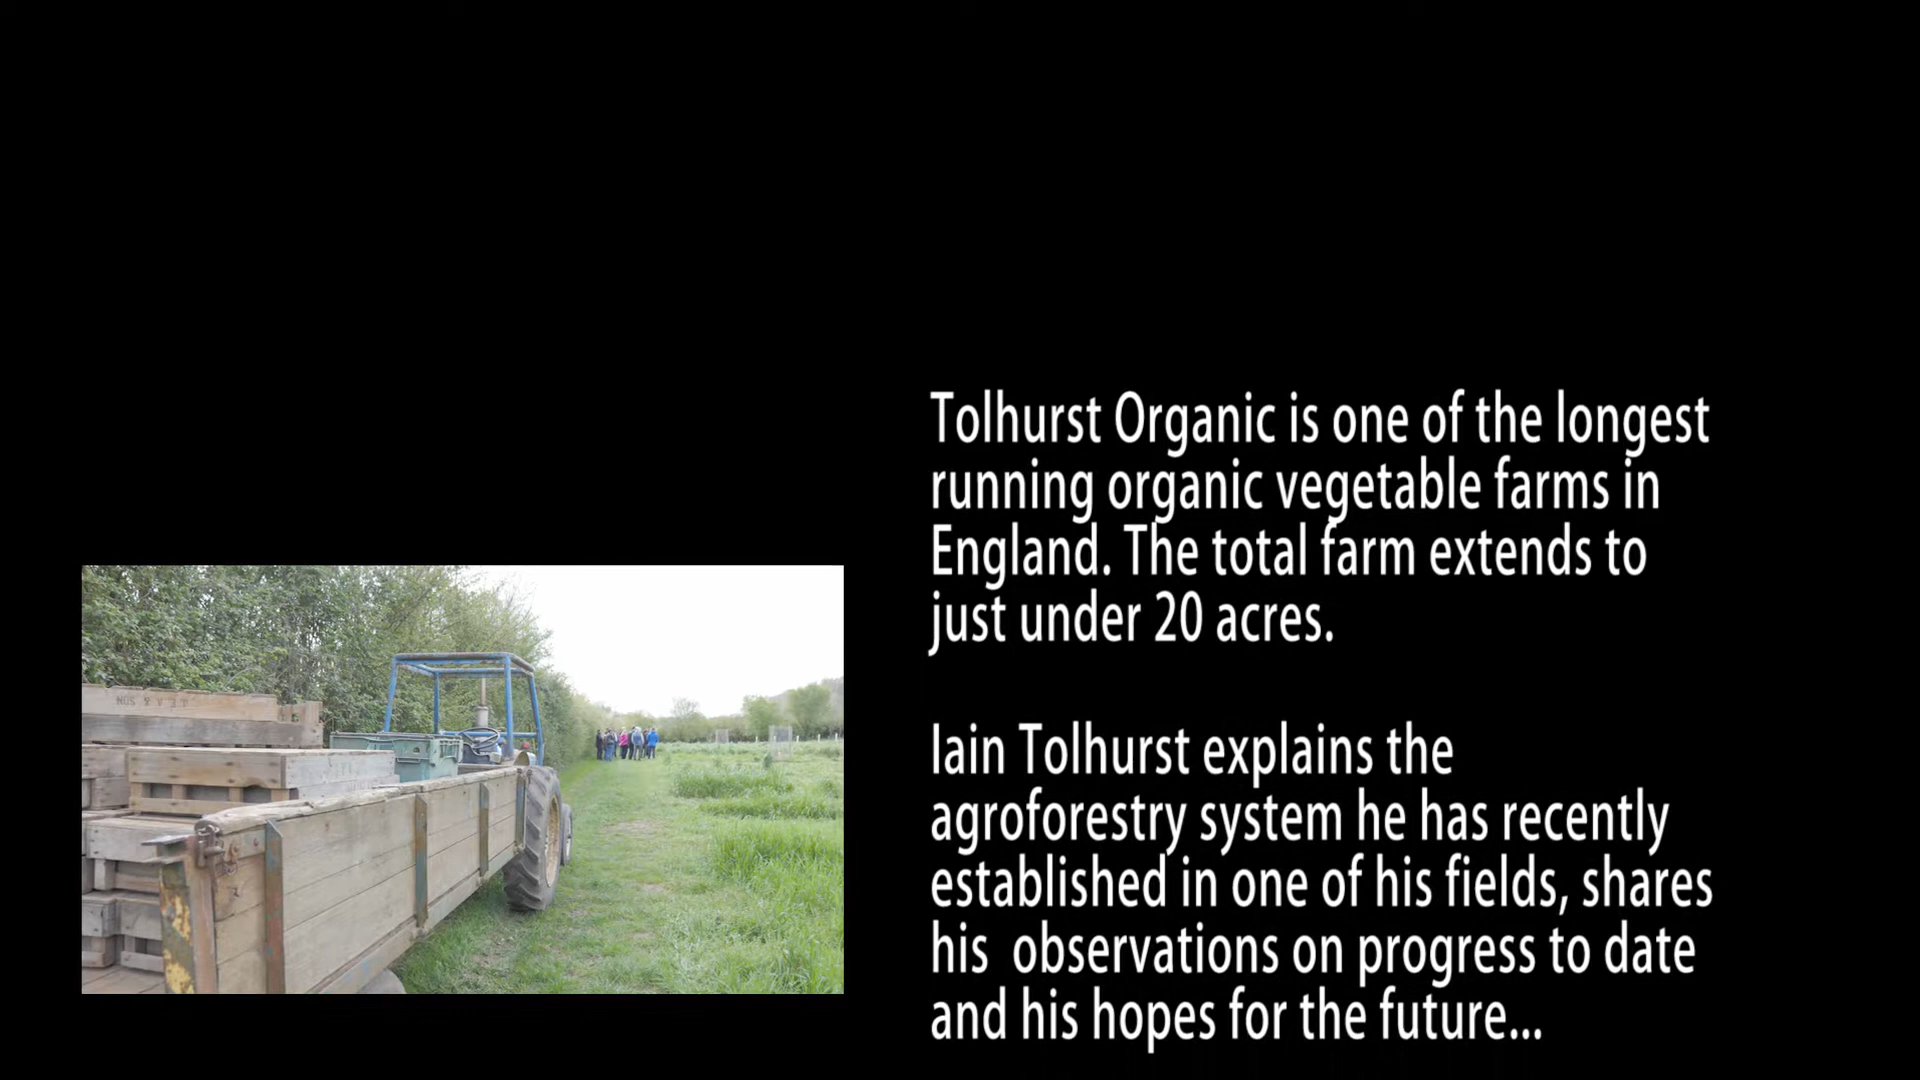 Tolhurst Organic is one of the longest
running organic vegetable farms in
England. The total farm extends to
just under 20 acres.
Iain Tolhurst explains the
agroforestry system he has recently
established in one of his fields, shares
his  observations on progress to date
and his hopes for the future...